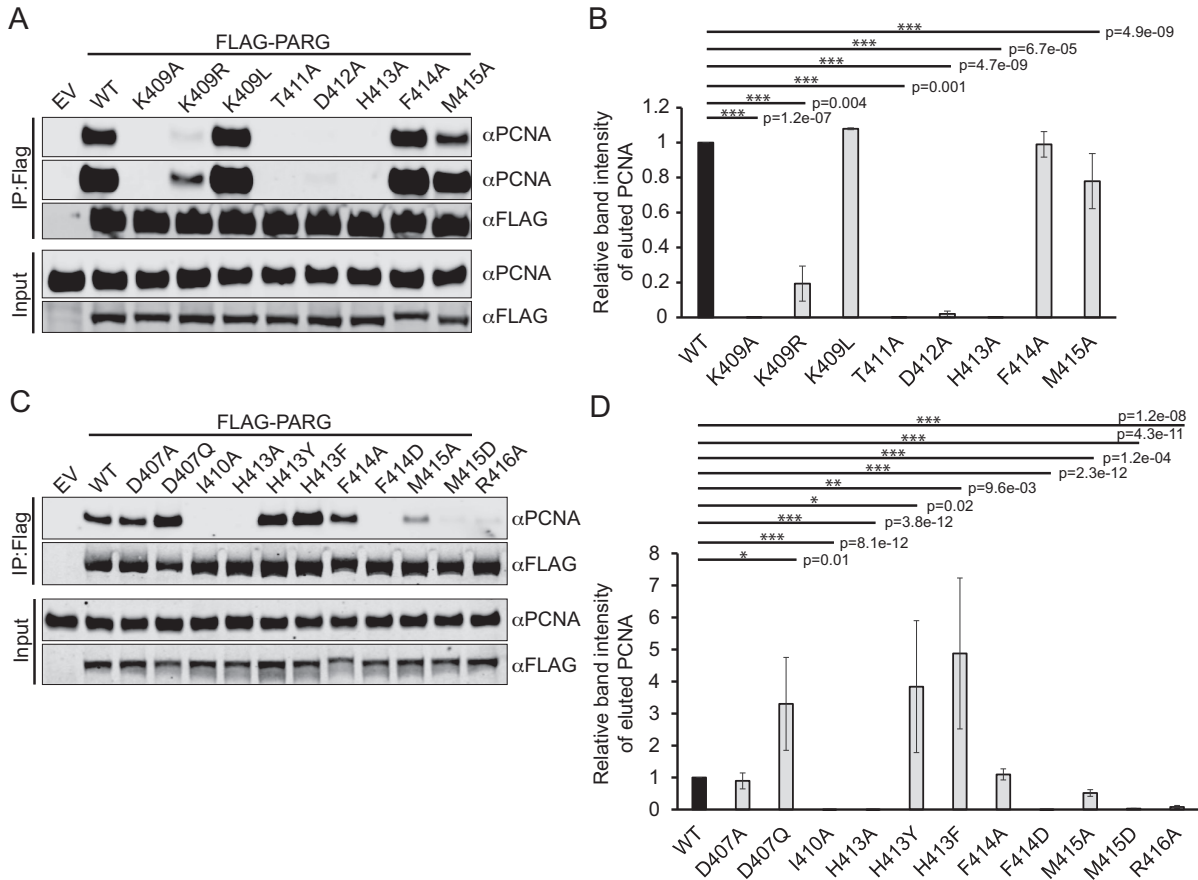 A
FLAG-PARG
EV WT K409A K409R K409L T411A D412A H413A F414A M415A
IP:Flag
αPCNA
αPCNA
αFLAG
Input
αPCNA
αFLAG
B
*** p=4.9e-09
*** p=6.7e-05
*** p=4.7e-09
*** p=0.001
*** p=0.004
*** p=1.2e-07
Relative band intensity
of eluted PCNA
1.2
1
0.8
0.6
0.4
0.2
0
WT K409A K409R K409L T411A D412A H413A F414A M415A
C
FLAG-PARG
EV WT D407A D407Q I410A H413A H413Y H413F F414A F414D M415A M415D R416A
IP:Flag
αPCNA
αFLAG
Input
αPCNA
αFLAG
D
*** p=1.2e-08
*** p=4.3e-11
*** p=1.2e-04
*** p=2.3e-12
** p=9.6e-03
* p=0.02
*** p=3.8e-12
*** p=8.1e-12
* p=0.01
Relative band intensity
of eluted PCNA
8
7
6
5
4
3
2
1
0
WT D407A D407Q I410A H413A H413Y H413F F414A F414D M415A M415D R416A